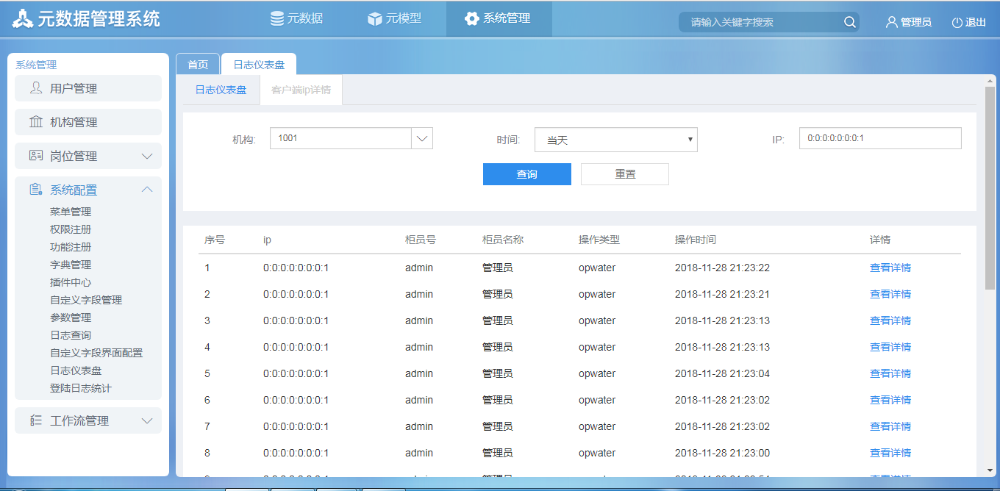 元数据管理系统
元数据
元模型
系统管理
请输入关键字搜索
管理员
退出
系统管理
用户管理
机构管理
岗位管理
系统配置
菜单管理
权限注册
功能注册
字典管理
插件中心
自定义字段管理
参数管理
日志查询
自定义字段界面配置
日志仪表盘
登陆日志统计
工作流管理
首页
日志仪表盘
日志仪表盘
客户端ip详情
机构: 1001
时间: 当天
IP: 0:0:0:0:0:0:0:1
查询
重置
序号 ip 柜员号 柜员名称 操作类型 操作时间 详情
1 0:0:0:0:0:0:0:1 admin 管理员 opwater 2018-11-28 21:23:22 查看详情
2 0:0:0:0:0:0:0:1 admin 管理员 opwater 2018-11-28 21:23:21 查看详情
3 0:0:0:0:0:0:0:1 admin 管理员 opwater 2018-11-28 21:23:13 查看详情
4 0:0:0:0:0:0:0:1 admin 管理员 opwater 2018-11-28 21:23:13 查看详情
5 0:0:0:0:0:0:0:1 admin 管理员 opwater 2018-11-28 21:23:04 查看详情
6 0:0:0:0:0:0:0:1 admin 管理员 opwater 2018-11-28 21:23:02 查看详情
7 0:0:0:0:0:0:0:1 admin 管理员 opwater 2018-11-28 21:23:02 查看详情
8 0:0:0:0:0:0:0:1 admin 管理员 opwater 2018-11-28 21:23:00 查看详情